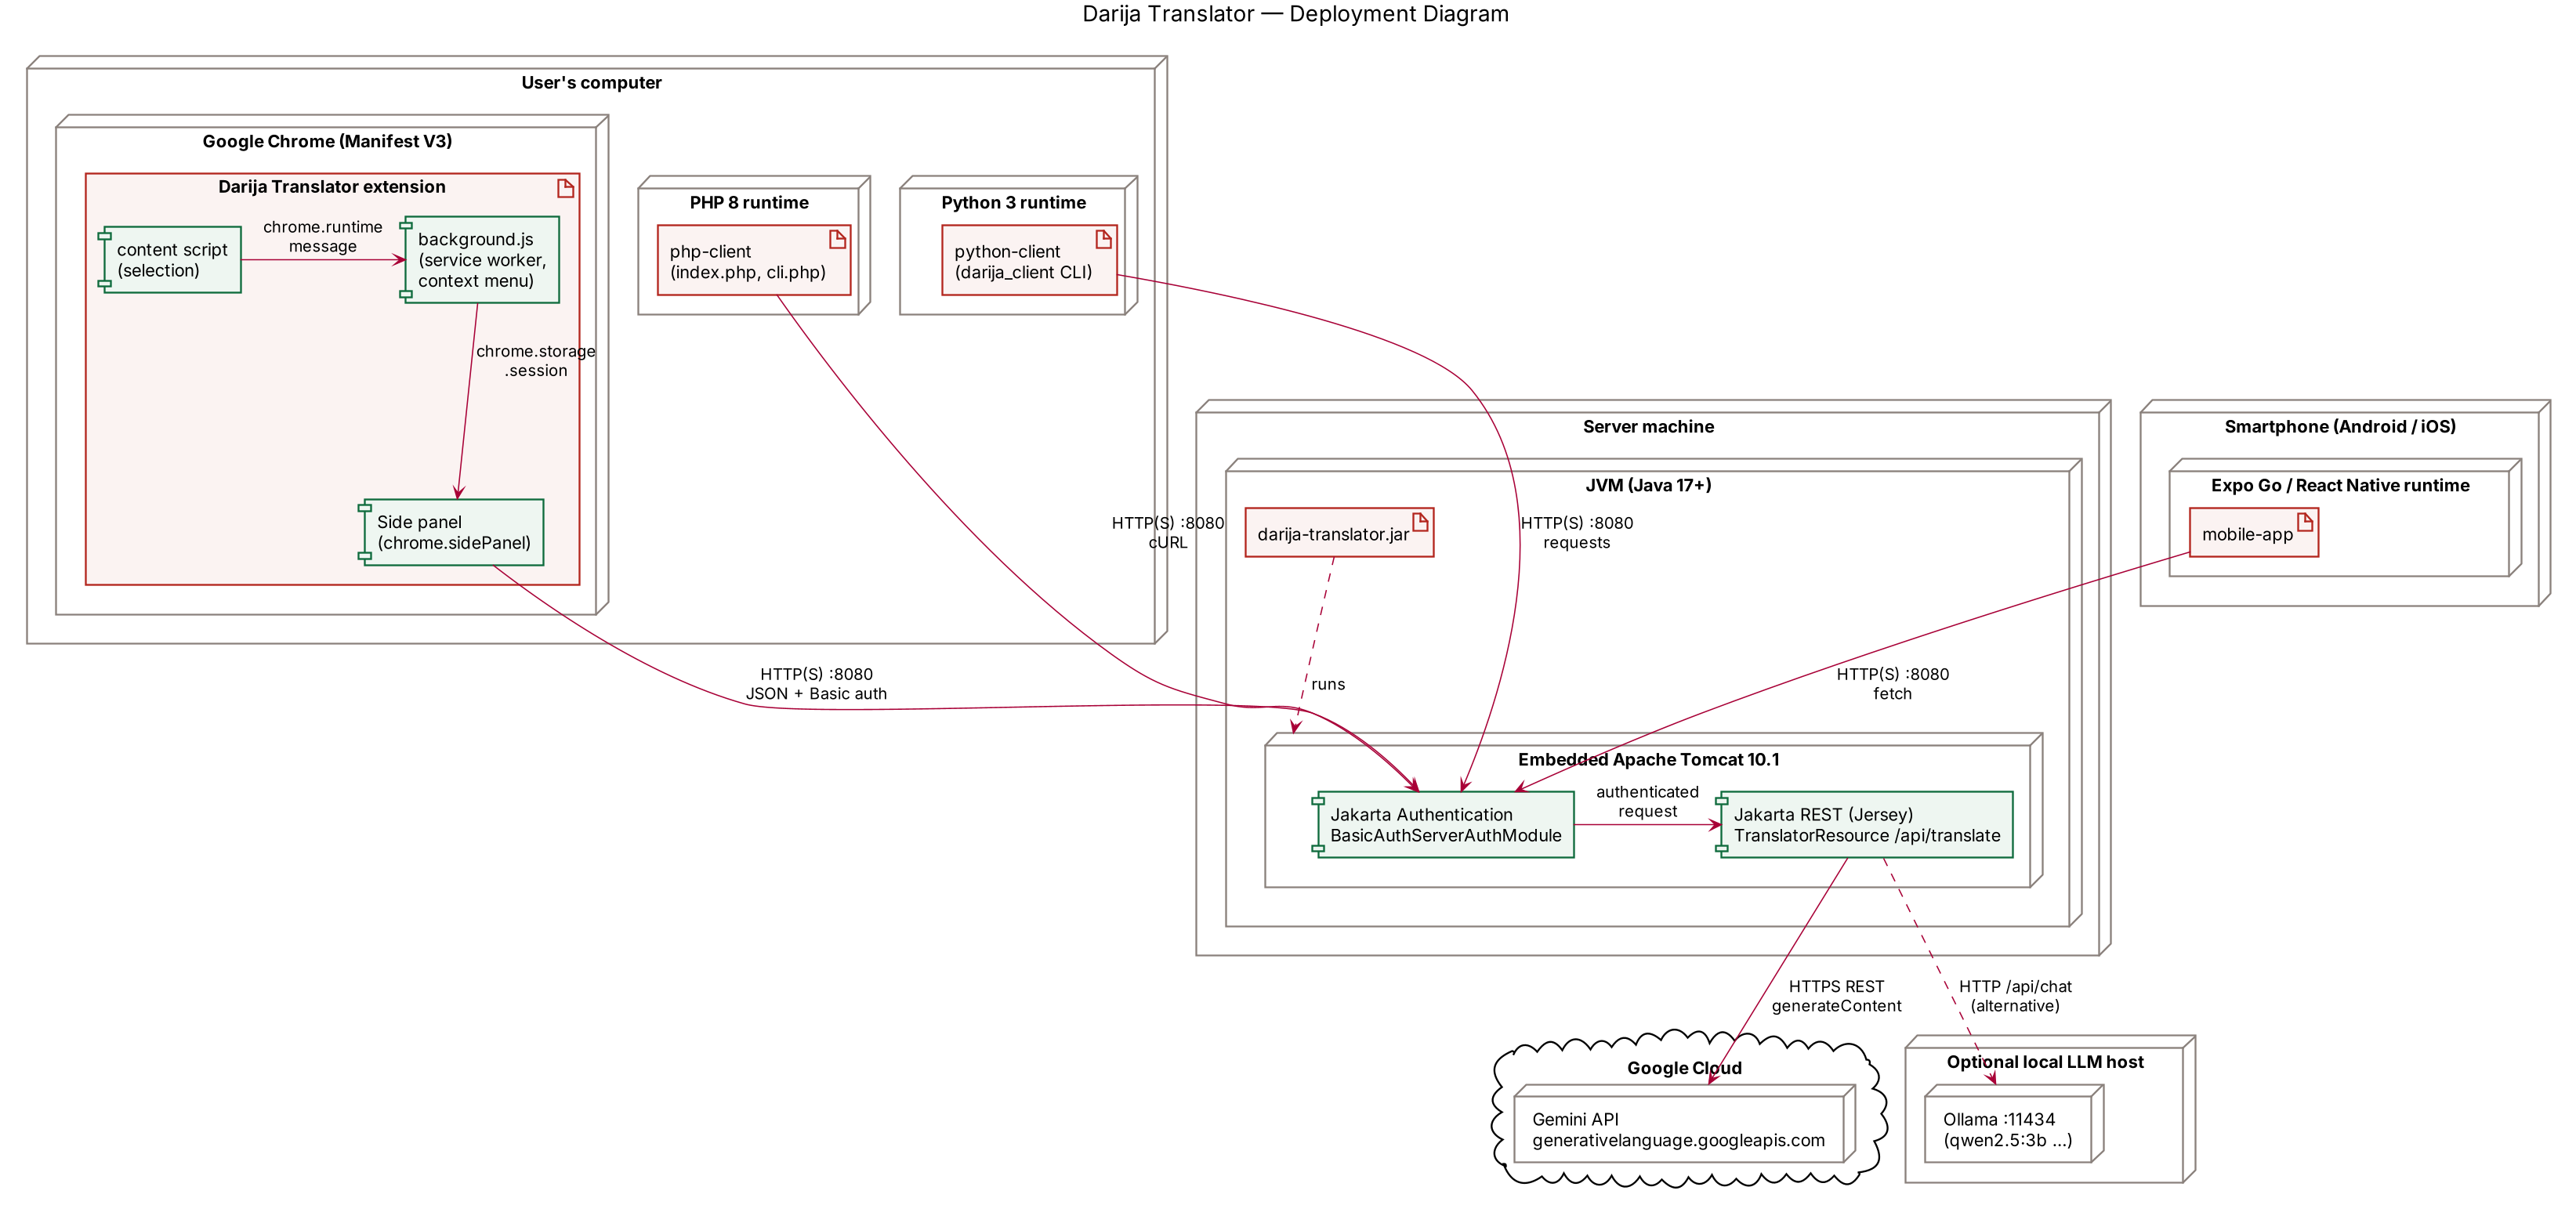 Darija Translator — Deployment Diagram
User's computer
Google Chrome (Manifest V3)
Darija Translator extension
content script
(selection)
chrome.runtime
message
background.js
(service worker,
context menu)
chrome.storage
.session
Side panel
(chrome.sidePanel)
PHP 8 runtime
php-client
(index.php, cli.php)
Python 3 runtime
python-client
(darija_client CLI)
HTTP(S) :8080
JSON + Basic auth
HTTP(S) :8080
cURL
HTTP(S) :8080
requests
Server machine
JVM (Java 17+)
darija-translator.jar
runs
Smartphone (Android / iOS)
Expo Go / React Native runtime
mobile-app
HTTP(S) :8080
fetch
Embedded Apache Tomcat 10.1
Jakarta Authentication
BasicAuthServerAuthModule
authenticated
request
Jakarta REST (Jersey)
TranslatorResource /api/translate
HTTPS REST
generateContent
HTTP /api/chat
(alternative)
Google Cloud
Gemini API
generativelanguage.googleapis.com
Optional local LLM host
Ollama :11434
(qwen2.5:3b ...)